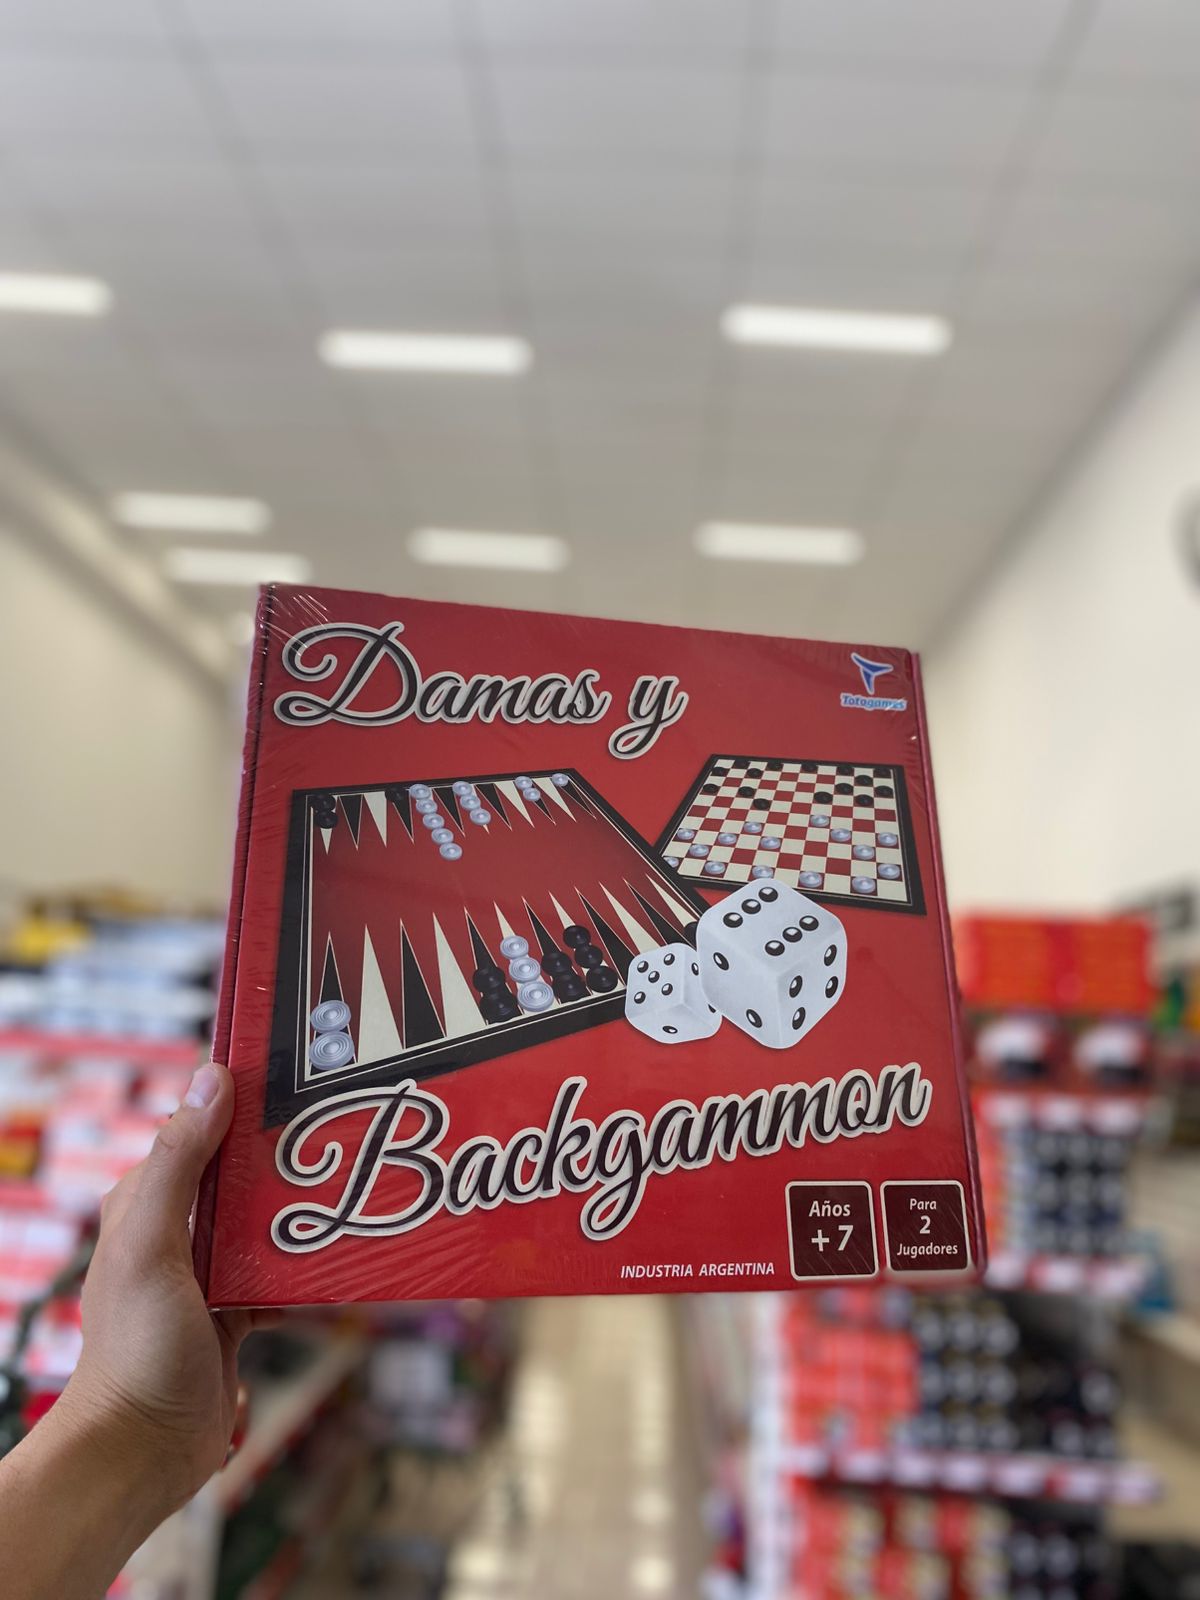 Damas y
Totogames
Backgammon
Años
+7
Para
2
Jugadores
INDUSTRIA ARGENTINA